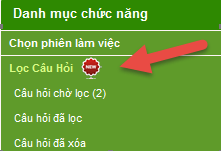 Danh mục chức năng
Chọn phiên làm việc
Lọc Câu Hỏi NEW
Câu hỏi chờ lọc (2)
Câu hỏi đã lọc
Câu hỏi đã xóa